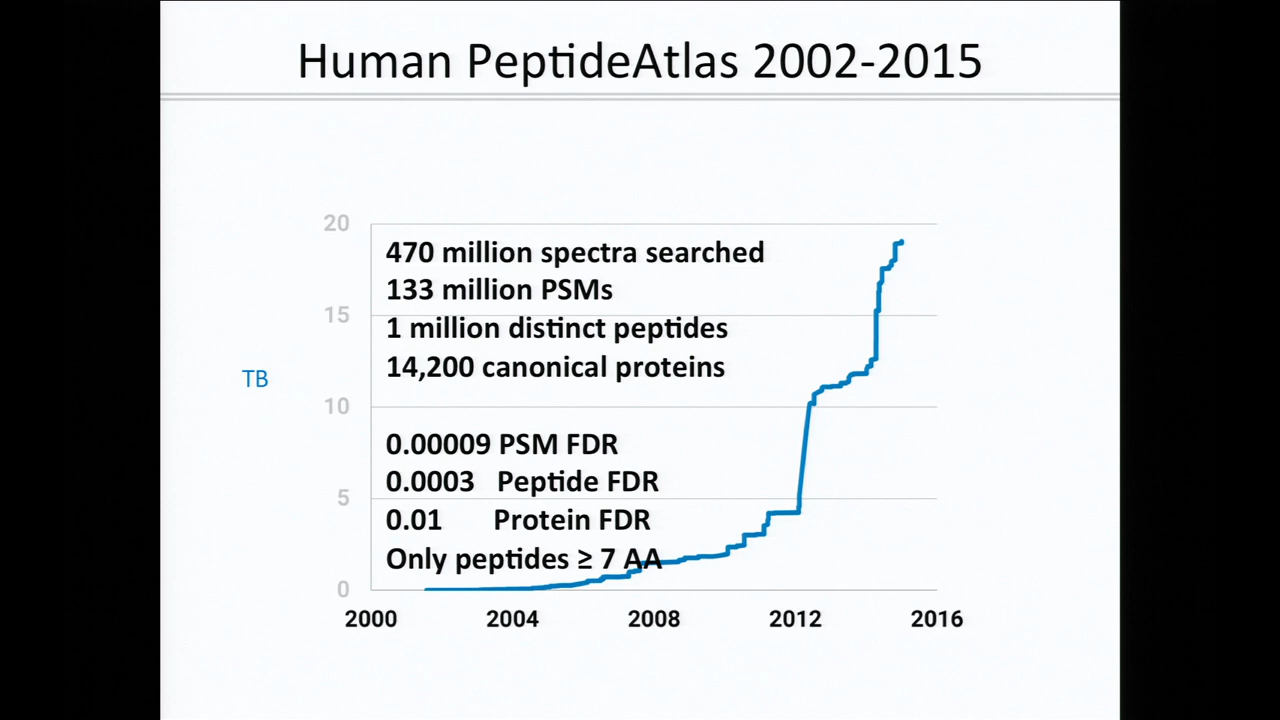 Human PeptideAtlas 2002-2015
20
470 million spectra searched
133 million PSMs
15
1 million distinct peptides
14,200 canonical proteins
TB
10
0.00009 PSM FDR
0.0003 Peptide FDR
5
0.01 Protein FDR
Only peptides ≥ 7 AA
0
2000 2004 2008 2012 2016